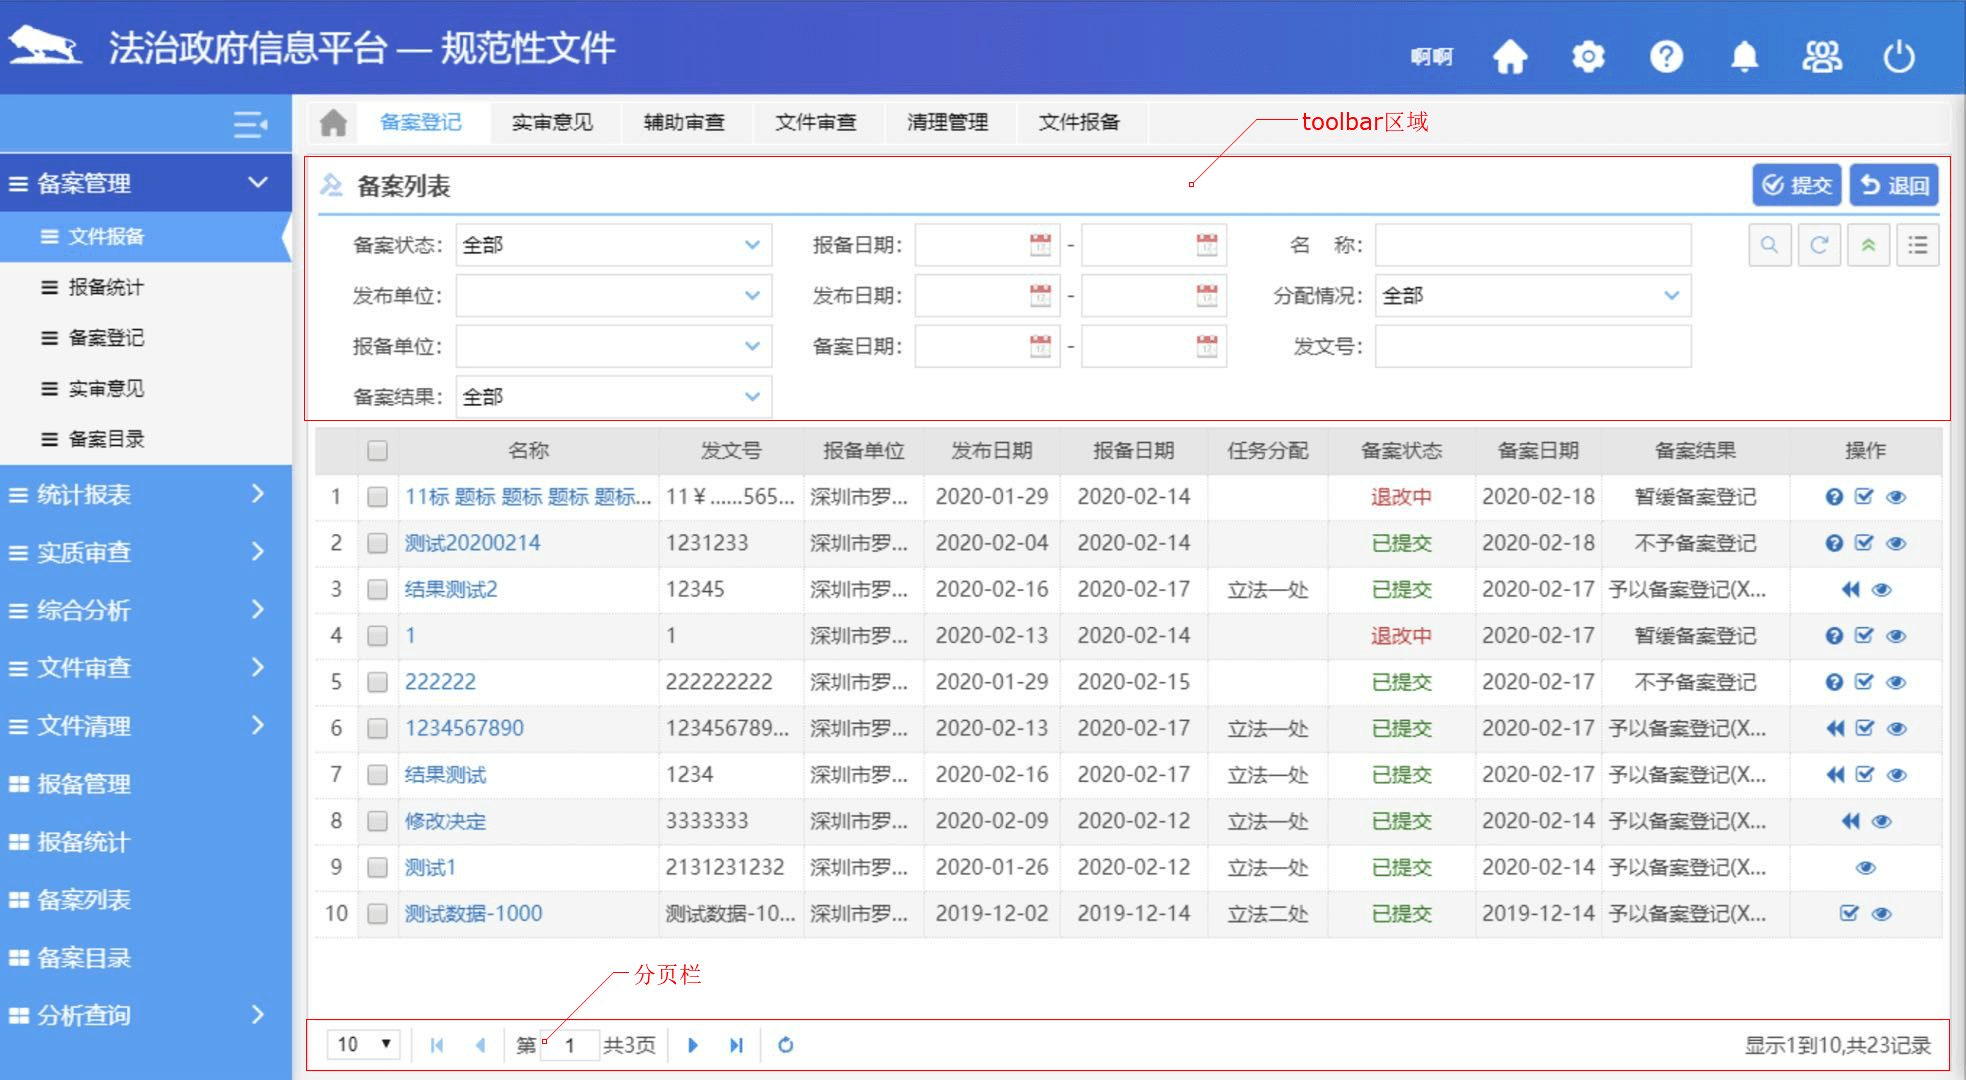 法治政府信息平台 — 规范性文件
啊啊
备案登记 实审意见 辅助审查 文件审查 清理管理 文件报备
toolbar区域
备案管理
文件报备
报备统计
备案登记
实审意见
备案目录
统计报表
实质审查
综合分析
文件审查
文件清理
报备管理
报备统计
备案列表
备案目录
分析查询
备案列表 提交 退回
备案状态： 全部 报备日期： - 名 称：
发布单位： 发布日期： - 分配情况： 全部
报备单位： 备案日期： - 发文号：
备案结果： 全部
名称 发文号 报备单位 发布日期 报备日期 任务分配 备案状态 备案日期 备案结果 操作
1 11标 题标 题标 题标 题标... 11￥......565... 深圳市罗... 2020-01-29 2020-02-14 退改中 2020-02-18 暂缓备案登记
2 测试20200214 1231233 深圳市罗... 2020-02-04 2020-02-14 已提交 2020-02-18 不予备案登记
3 结果测试2 12345 深圳市罗... 2020-02-16 2020-02-17 立法一处 已提交 2020-02-17 予以备案登记(X...
4 1 1 深圳市罗... 2020-02-13 2020-02-14 退改中 2020-02-17 暂缓备案登记
5 222222 222222222 深圳市罗... 2020-01-29 2020-02-15 已提交 2020-02-17 不予备案登记
6 1234567890 123456789... 深圳市罗... 2020-02-13 2020-02-17 立法一处 已提交 2020-02-17 予以备案登记(X...
7 结果测试 1234 深圳市罗... 2020-02-16 2020-02-17 立法一处 已提交 2020-02-17 予以备案登记(X...
8 修改决定 3333333 深圳市罗... 2020-02-09 2020-02-12 立法一处 已提交 2020-02-14 予以备案登记(X...
9 测试1 2131231232 深圳市罗... 2020-01-26 2020-02-12 立法一处 已提交 2020-02-14 予以备案登记(X...
10 测试数据-1000 测试数据-10... 深圳市罗... 2019-12-02 2019-12-14 立法二处 已提交 2019-12-14 予以备案登记(X...
分页栏
10 第 1 共3页 显示1到10,共23记录